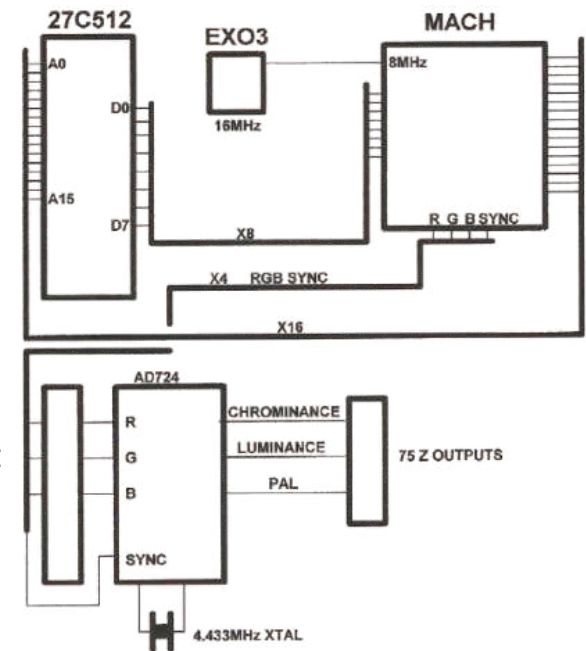 27C512
EXO3
MACH
A0
8MHz
D0
16MHz
A15
D7
X8
R G B SYNC
X4 RGB SYNC
X16
AD724
R
CHROMINANCE
G
LUMINANCE
75 Z OUTPUTS
B
PAL
SYNC
4.433MHz XTAL